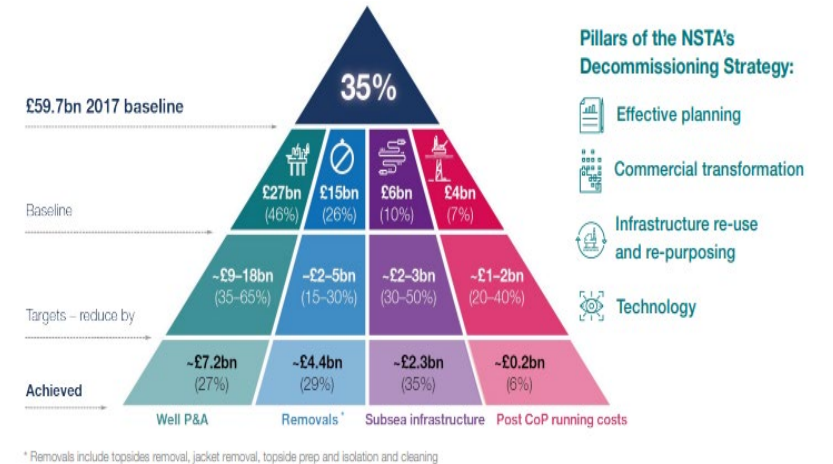 35%
£59.7bn 2017 baseline
Baseline
£27bn
(46%)
£15bn
(26%)
£6bn
(10%)
£4bn
(7%)
Targets – reduce by
~£9–18bn
(35–65%)
~£2–5bn
(15–30%)
~£2–3bn
(30–50%)
~£1–2bn
(20–40%)
Achieved
~£7.2bn
(27%)
~£4.4bn
(29%)
~£2.3bn
(35%)
~£0.2bn
(6%)
Well P&A
Removals *
Subsea infrastructure
Post CoP running costs
* Removals include topsides removal, jacket removal, topside prep and isolation and cleaning
Pillars of the NSTA's
Decommissioning Strategy:
Effective planning
Commercial transformation
Infrastructure re-use
and re-purposing
Technology